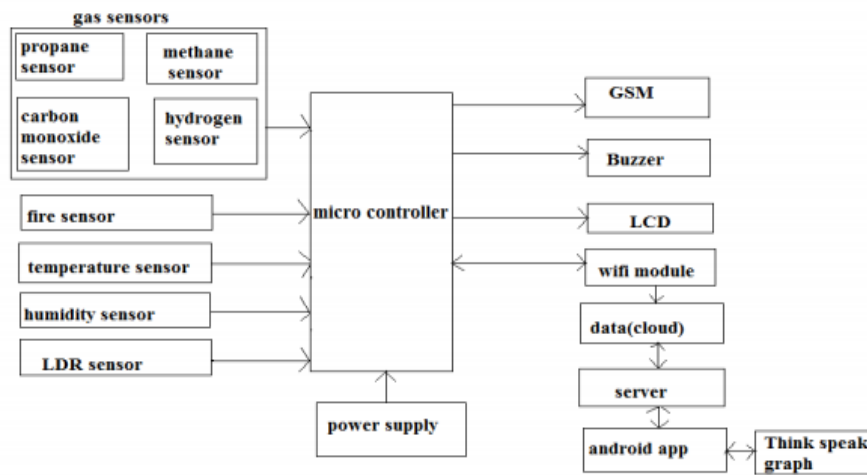 gas sensors
propane
sensor
methane
sensor
carbon
monoxide
sensor
hydrogen
sensor
fire sensor
temperature sensor
humidity sensor
LDR sensor
micro controller
power supply
GSM
Buzzer
LCD
wifi module
data(cloud)
server
android app
Think speak
graph